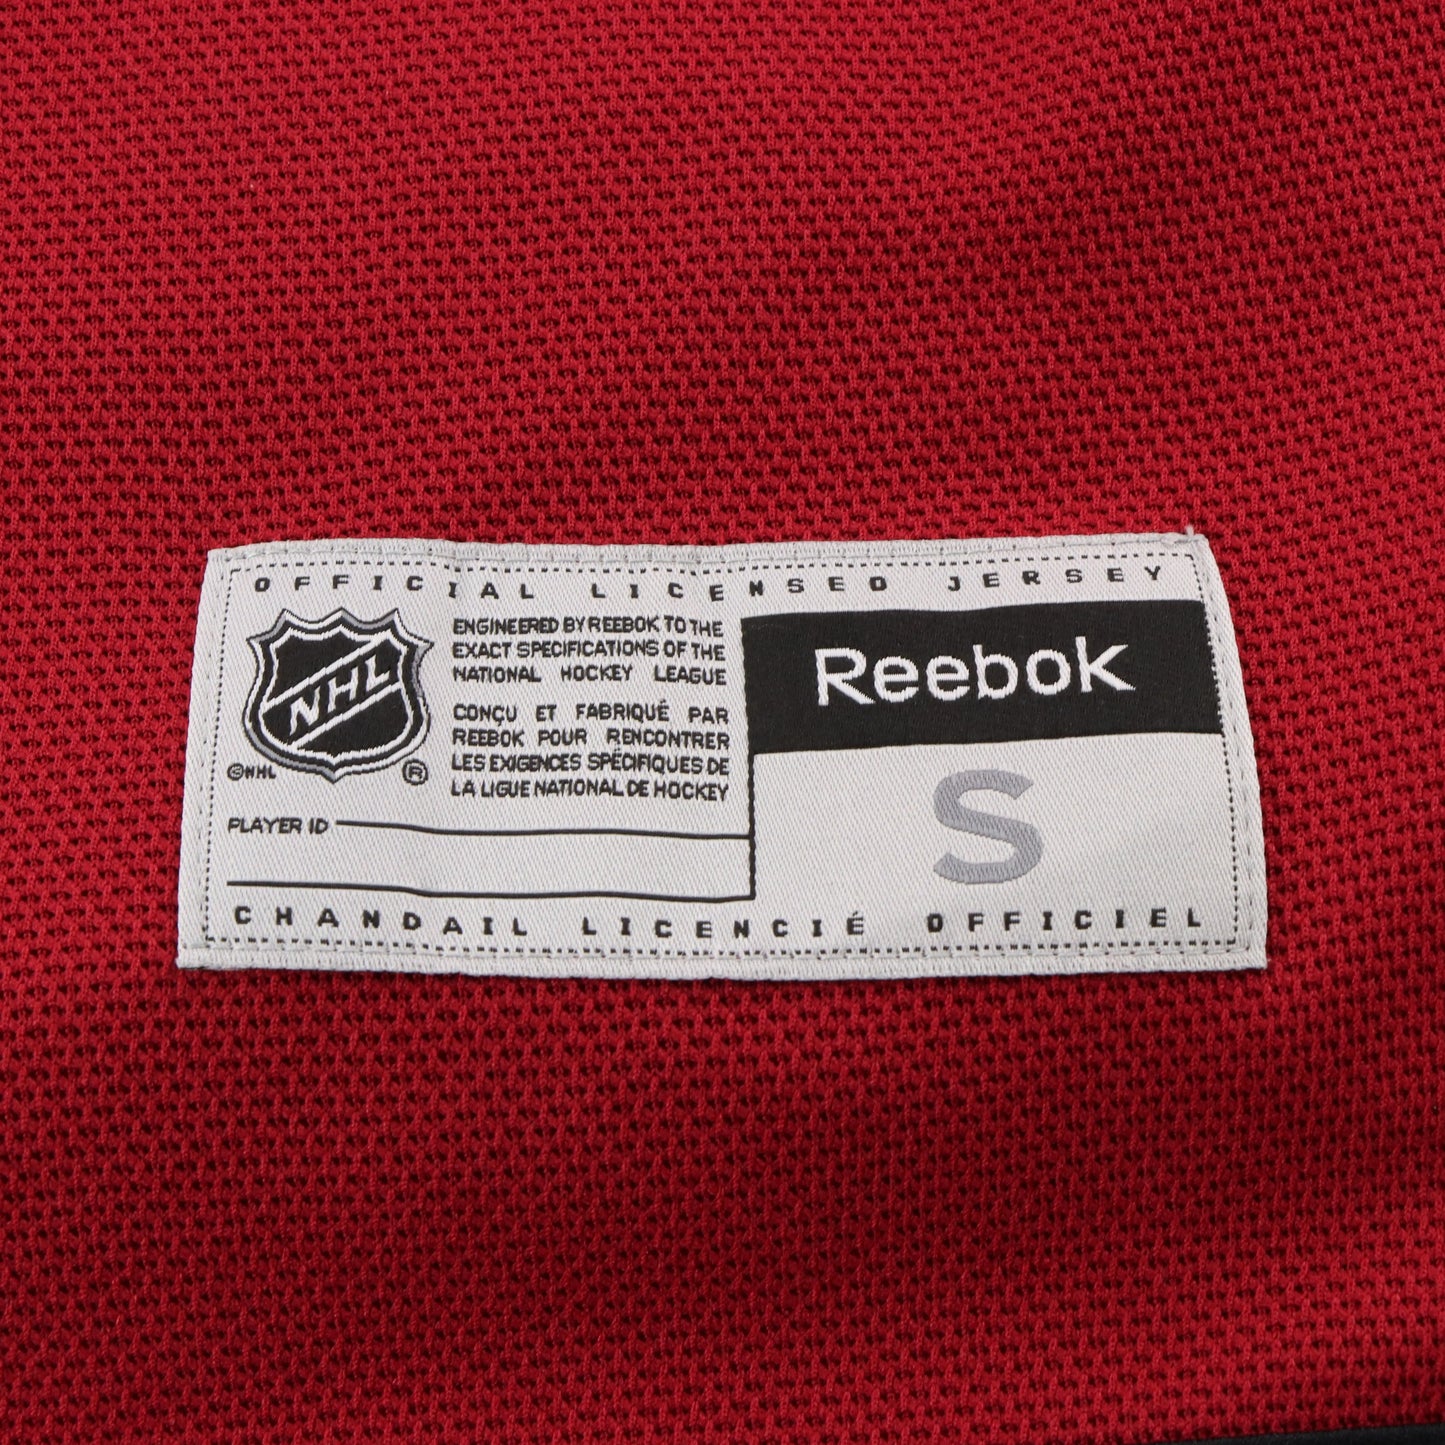 OFFICIAL LICENSED JERSEY
NHL
©NHL ®
ENGINEERED BY REEBOK TO THE
EXACT SPECIFICATIONS OF THE
NATIONAL HOCKEY LEAGUE
CONÇU ET FABRIQUÉ PAR
REEBOK POUR RENCONTRER
LES EXIGENCES SPÉCIFIQUES DE
LA LIGUE NATIONAL DE HOCKEY
PLAYER ID
Reebok
S
CHANDAIL LICENCIÉ OFFICIEL